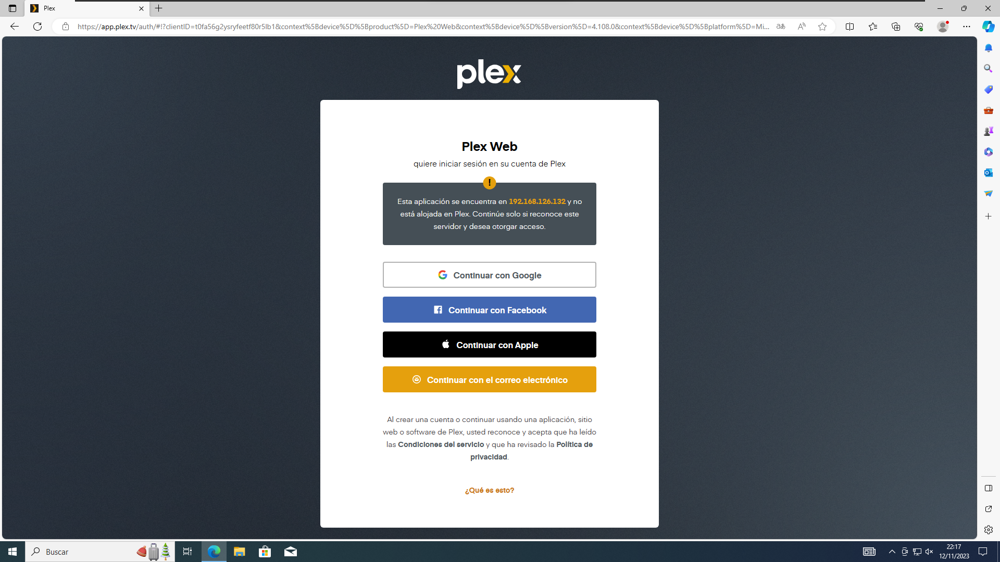 Plex
https://app.plex.tv/auth/#!?clientID=t0fa56g2ysryfeetf80r5lb1&context%5Bdevice%5D%5Bproduct%5D=Plex%20Web&context%5Bdevice%5D%5Bversion%5D=4.108.0&context%5Bdevice%5D%5Bplatform%5D=Mi...
plex
Plex Web
quiere iniciar sesión en su cuenta de Plex
!
Esta aplicación se encuentra en 192.168.126.132 y no
está alojada en Plex. Continúe solo si reconoce este
servidor y desea otorgar acceso.
Continuar con Google
Continuar con Facebook
Continuar con Apple
Continuar con el correo electrónico
Al crear una cuenta o continuar usando una aplicación, sitio
web o software de Plex, usted reconoce y acepta que ha leído
las Condiciones del servicio y que ha revisado la Política de
privacidad.
¿Qué es esto?
Buscar
22:17
12/11/2023